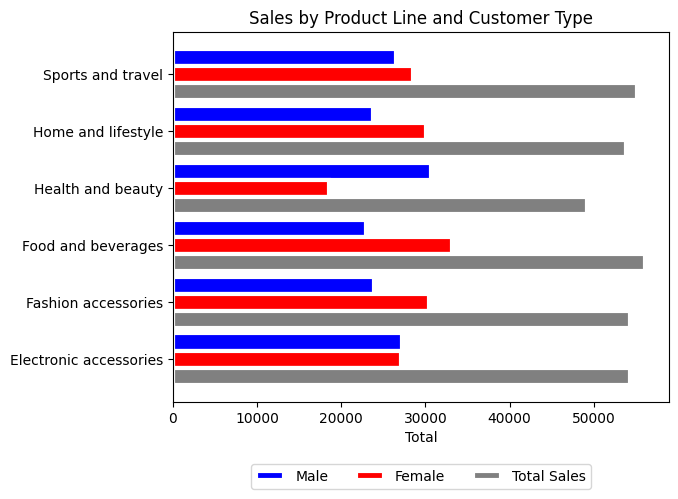 Sales by Product Line and Customer Type
Sports and travel
Home and lifestyle
Health and beauty
Food and beverages
Fashion accessories
Electronic accessories
0 10000 20000 30000 40000 50000
Total
Male Female Total Sales